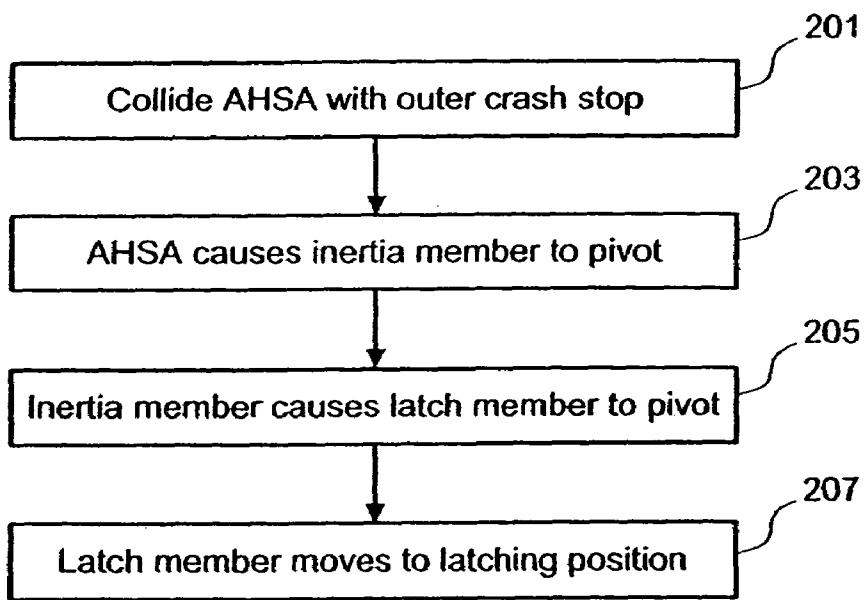 201
Collide AHSA with outer crash stop
203
AHSA causes inertia member to pivot
205
Inertia member causes latch member to pivot
207
Latch member moves to latching position